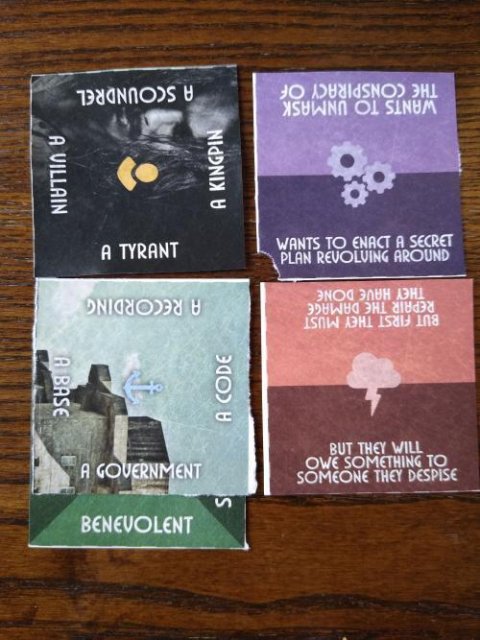 A SCOUNDREL
A VILLAIN
A KINGPIN
A TYRANT
WANTS TO UNMASK
THE CONSPIRACY OF
WANTS TO ENACT A SECRET
PLAN REVOLVING AROUND
A RECORDING
A BASE
A CODE
A GOVERNMENT
BENEVOLENT
S
BUT FIRST THEY MUST
REPAIR THE DAMAGE
THEY HAVE DONE
BUT THEY WILL
OWE SOMETHING TO
SOMEONE THEY DESPISE